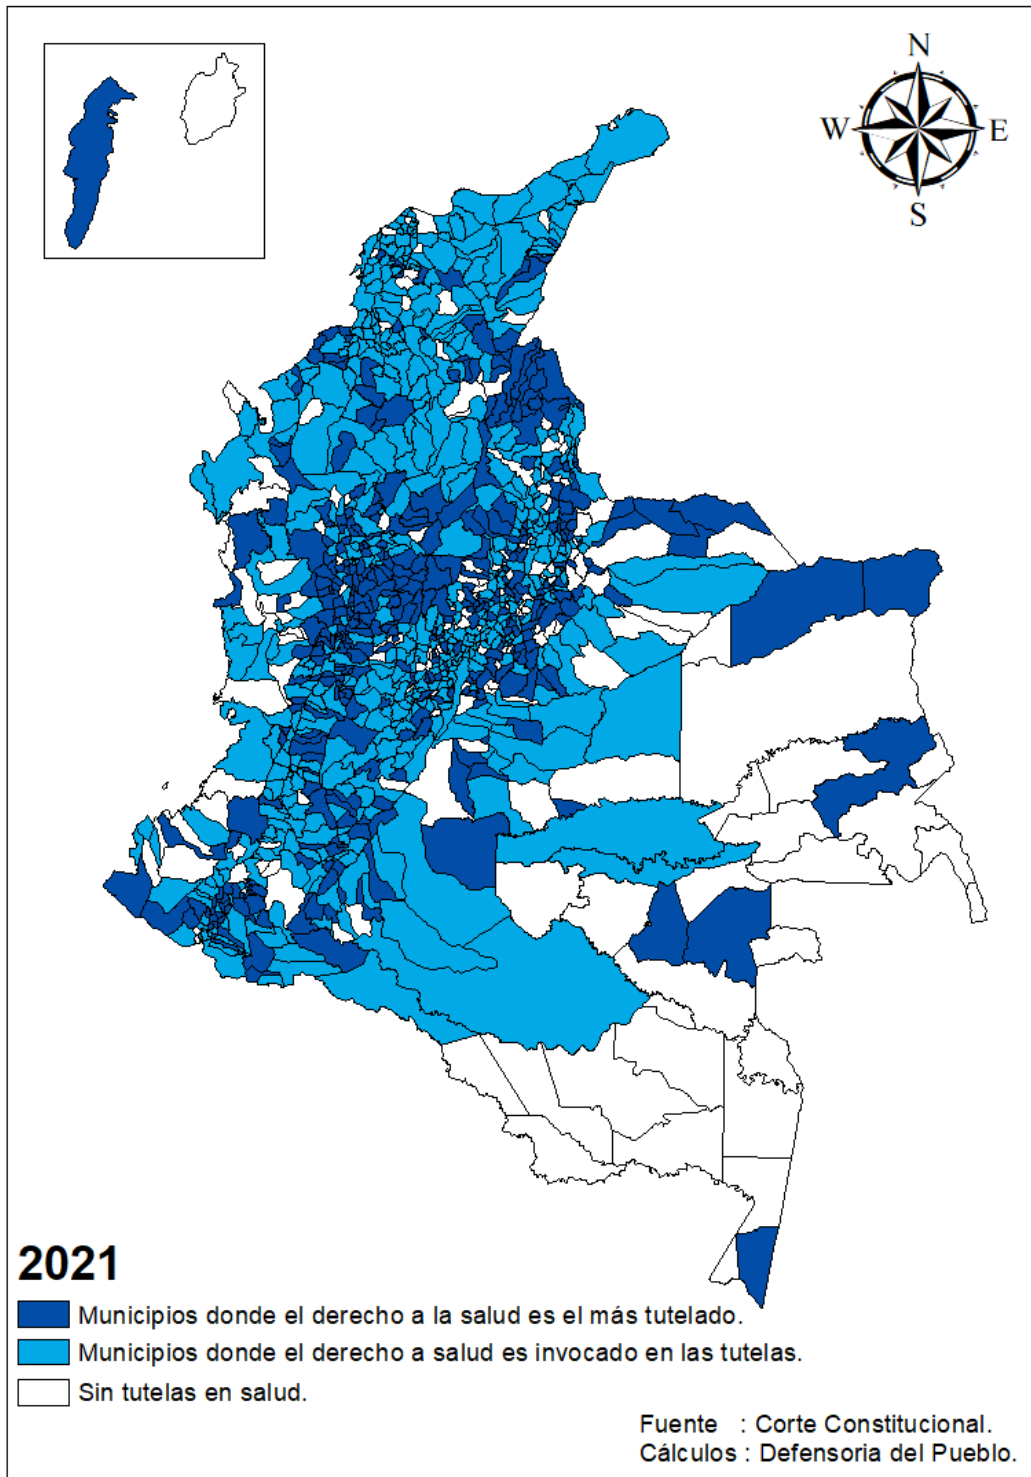 N
W E
S
2021
Municipios donde el derecho a la salud es el más tutelado.
Municipios donde el derecho a salud es invocado en las tutelas.
Sin tutelas en salud.
Fuente : Corte Constitucional.
Cálculos : Defensoria del Pueblo.